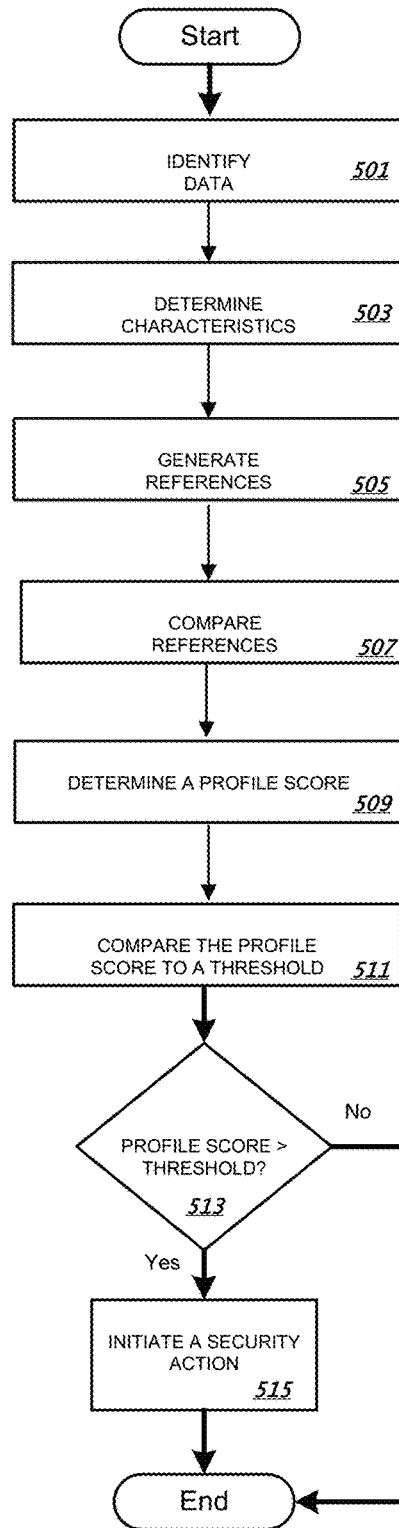 Start
IDENTIFY
DATA
501
DETERMINE
CHARACTERISTICS
503
GENERATE
REFERENCES
505
COMPARE
REFERENCES
507
DETERMINE A PROFILE SCORE
509
COMPARE THE PROFILE
SCORE TO A THRESHOLD
511
No
PROFILE SCORE >
THRESHOLD?
513
Yes
INITIATE A SECURITY
ACTION
515
End